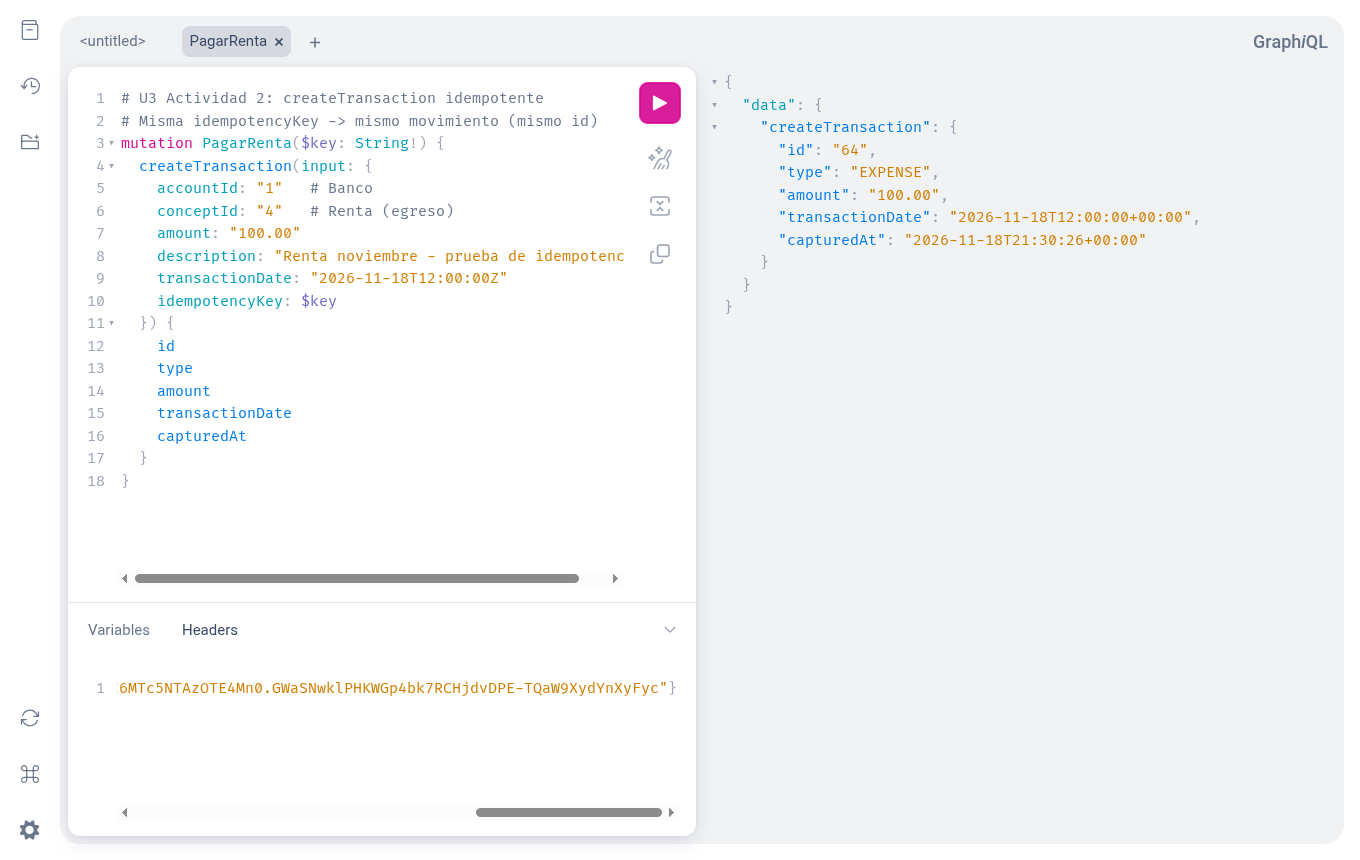 <untitled>
PagarRenta ×
+
GraphiQL
1 # U3 Actividad 2: createTransaction idempotente
2 # Misma idempotencyKey -> mismo movimiento (mismo id)
3 mutation PagarRenta($key: String!) {
4   createTransaction(input: {
5     accountId: "1"   # Banco
6     conceptId: "4"   # Renta (egreso)
7     amount: "100.00"
8     description: "Renta noviembre - prueba de idempotenc
9     transactionDate: "2026-11-18T12:00:00Z"
10     idempotencyKey: $key
11   }) {
12     id
13     type
14     amount
15     transactionDate
16     capturedAt
17   }
18 }
Variables Headers
1 6MTc5NTAzOTE4Mn0.GWaSNwklPHKWGp4bk7RCHjdvDPE-TQaW9XydYnXyFyc"}
{
  "data": {
    "createTransaction": {
      "id": "64",
      "type": "EXPENSE",
      "amount": "100.00",
      "transactionDate": "2026-11-18T12:00:00+00:00",
      "capturedAt": "2026-11-18T21:30:26+00:00"
    }
  }
}